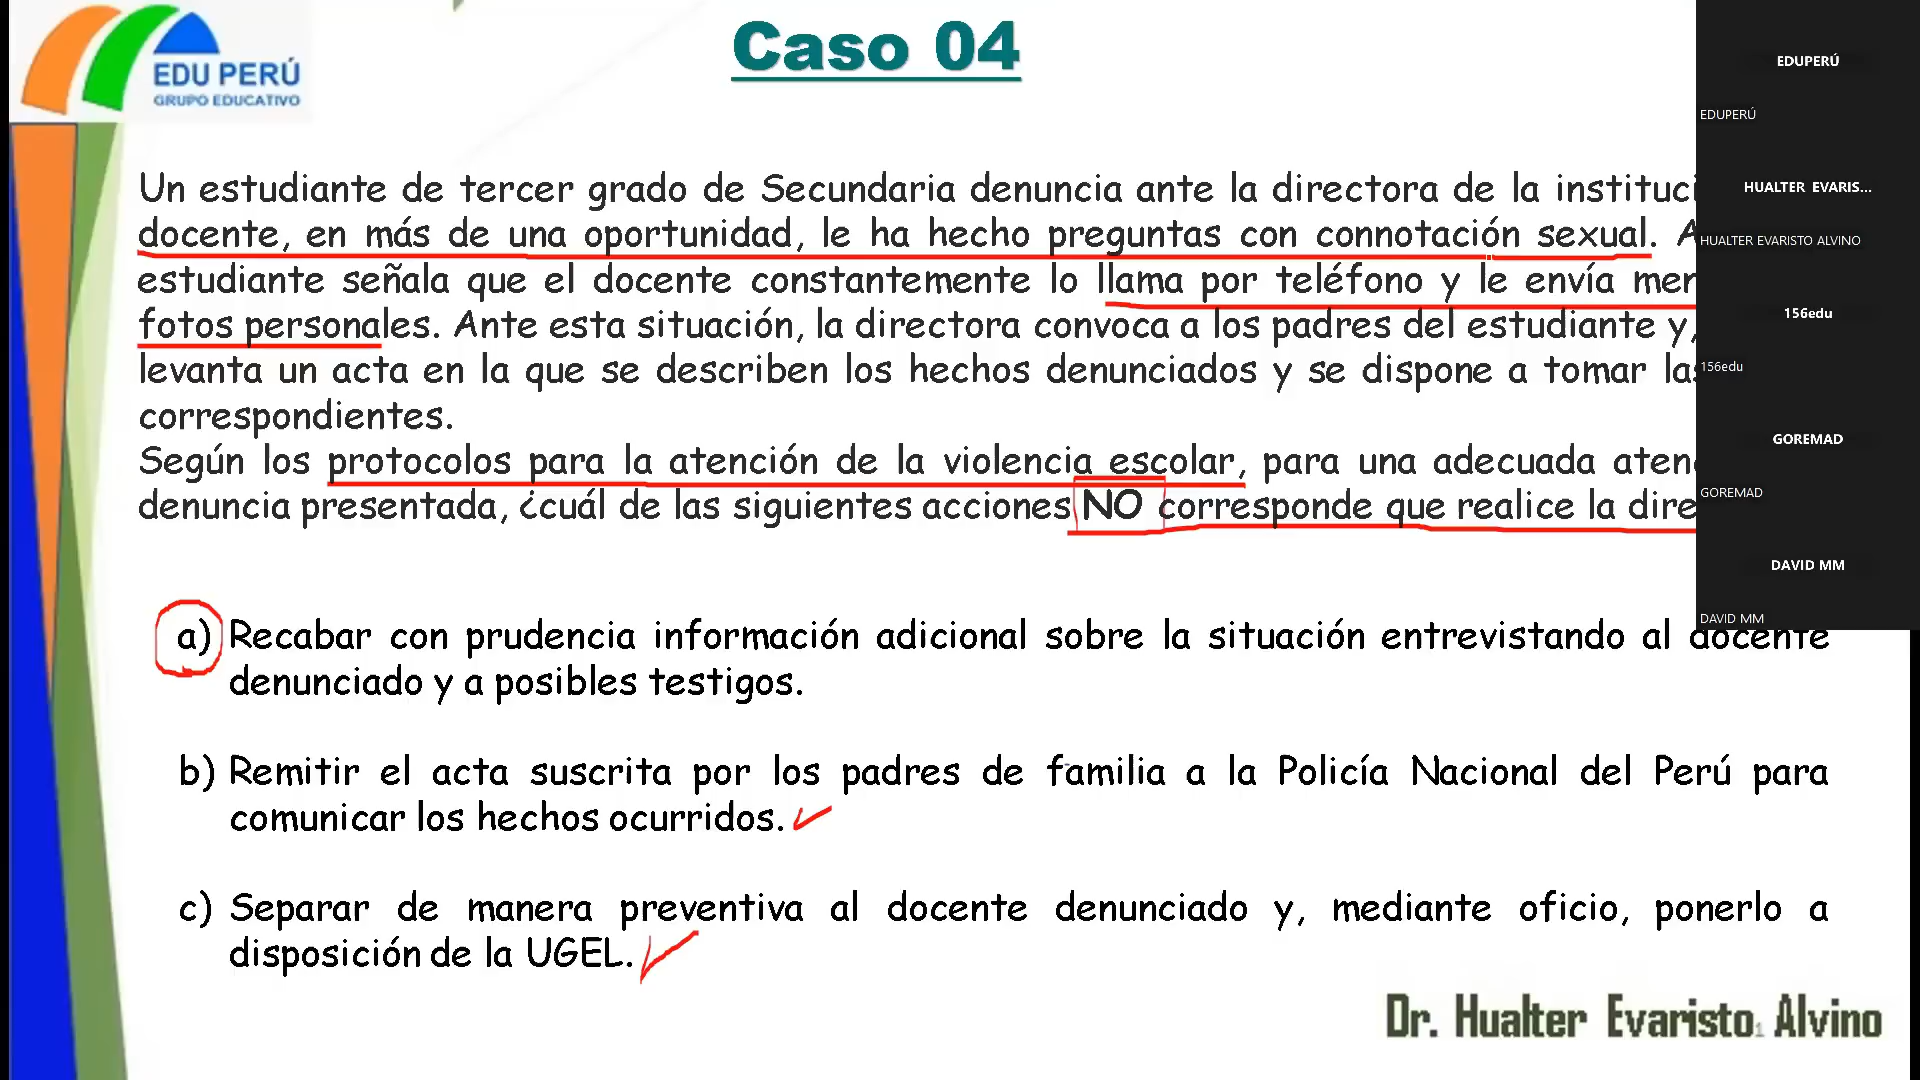 EDU PERÚ
GRUPO EDUCATIVO
Caso 04
Un estudiante de tercer grado de Secundaria denuncia ante la directora de la instituci
docente, en más de una oportunidad, le ha hecho preguntas con connotación sexual. A
estudiante señala que el docente constantemente lo llama por teléfono y le envía men
fotos personales. Ante esta situación, la directora convoca a los padres del estudiante y,
levanta un acta en la que se describen los hechos denunciados y se dispone a tomar las
correspondientes.
Según los protocolos para la atención de la violencia escolar, para una adecuada aten
denuncia presentada, ¿cuál de las siguientes acciones NO corresponde que realice la dire
a) Recabar con prudencia información adicional sobre la situación entrevistando al docente
denunciado y a posibles testigos.
b) Remitir el acta suscrita por los padres de familia a la Policía Nacional del Perú para
comunicar los hechos ocurridos.
c) Separar de manera preventiva al docente denunciado y, mediante oficio, ponerlo a
disposición de la UGEL.
Dr. Hualter Evaristo Alvino
EDUPERÚ
EDUPERÚ
HUALTER EVARIS...
HUALTER EVARISTO ALVINO
156edu
156edu
GOREMAD
GOREMAD
DAVID MM
DAVID MM